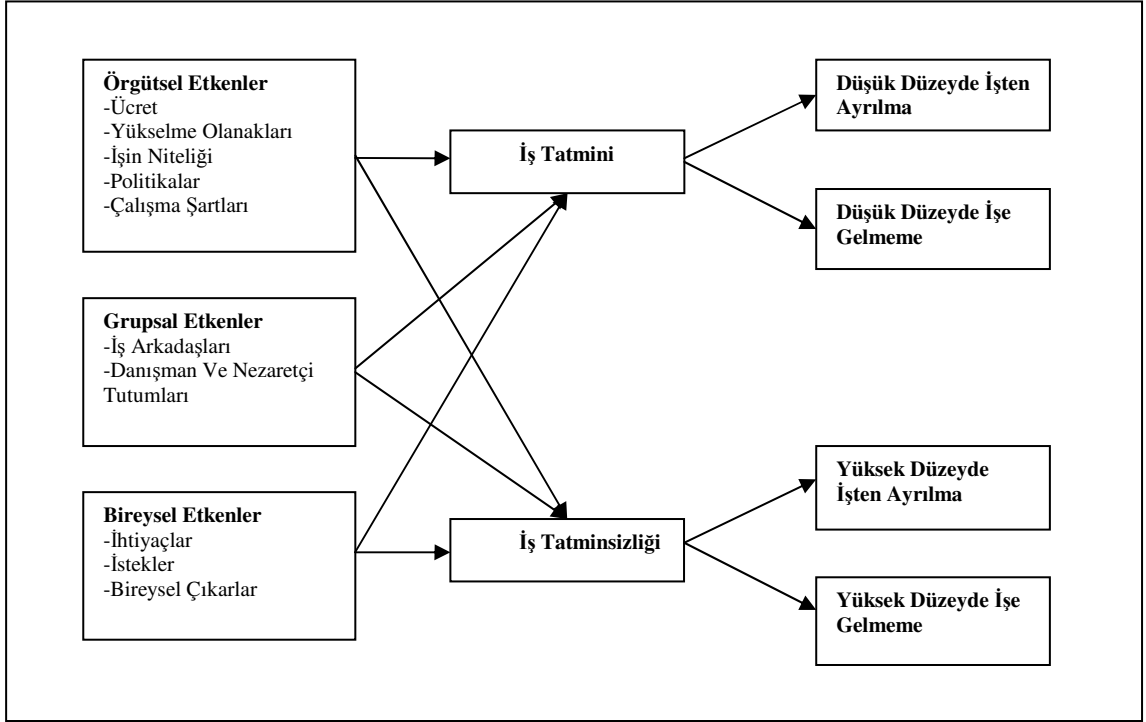 Örgütsel Etkenler
-Ücret
-Yükselme Olanakları
-İşin Niteliği
-Politikalar
-Çalışma Şartları
Grupsal Etkenler
-İş Arkadaşları
-Danışman Ve Nezaretçi
Tutumları
Bireysel Etkenler
-İhtiyaçlar
-İstekler
-Bireysel Çıkarlar
İş Tatmini
İş Tatminsizliği
Düşük Düzeyde İşten
Ayrılma
Düşük Düzeyde İşe
Gelmeme
Yüksek Düzeyde
İşten Ayrılma
Yüksek Düzeyde İşe
Gelmeme